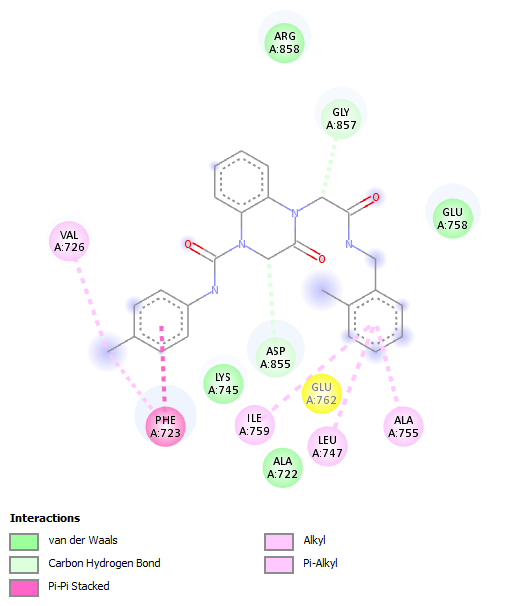 ARG
A:858
GLY
A:857
GLU
A:758
VAL
A:726
O
N
O
O
N
N
O
N
ASP
A:855
LYS
A:745
GLU
A:762
PHE
A:723
ILE
A:759
LEU
A:747
ALA
A:755
ALA
A:722
Interactions
van der Waals
Carbon Hydrogen Bond
Pi-Pi Stacked
Alkyl
Pi-Alkyl